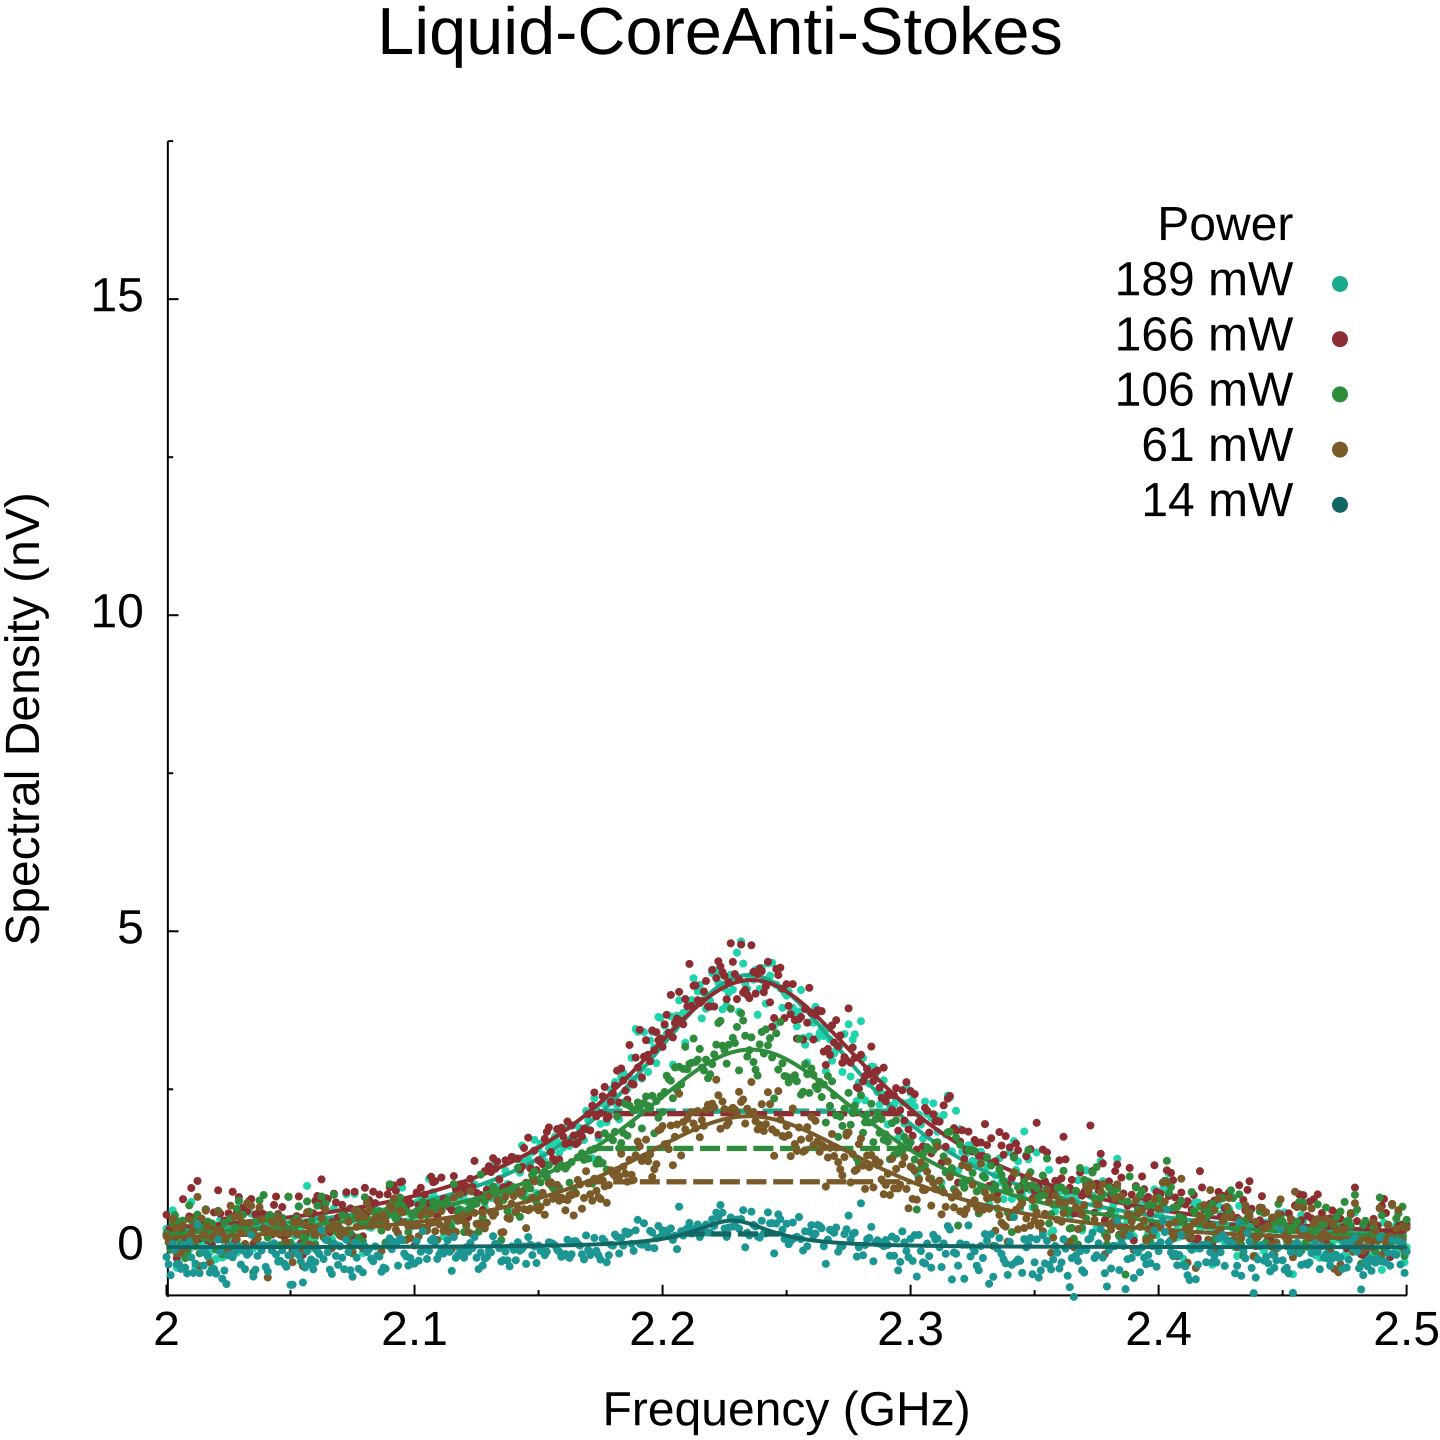 Liquid-CoreAnti-Stokes
Power
189 mW
166 mW
106 mW
61 mW
14 mW
15
10
5
0
Spectral Density (nV)
2 2.1 2.2 2.3 2.4 2.5
Frequency (GHz)